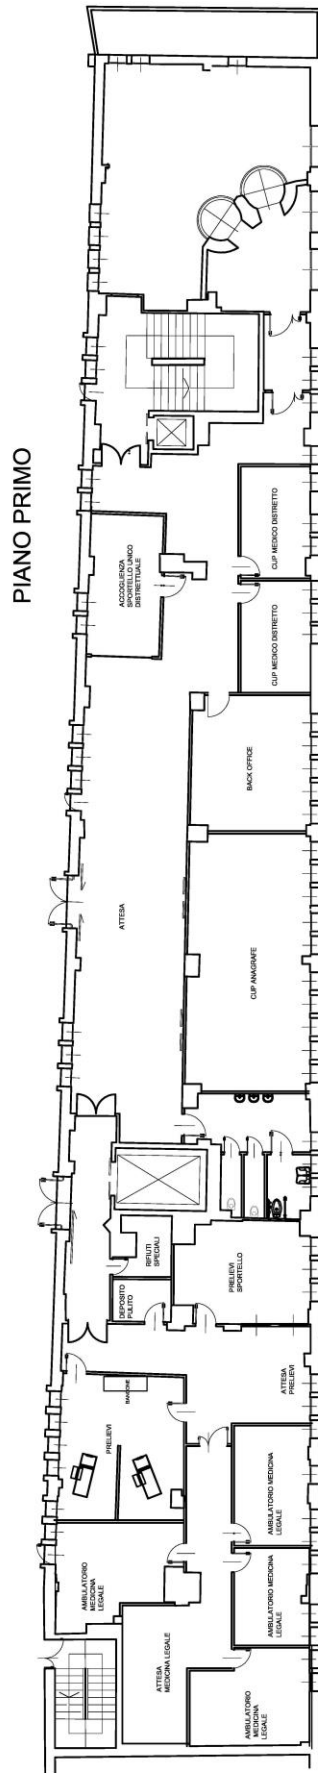 PIANO PRIMO
ACCOGLIENZA
SPORTELLO UNICO
DISTRETTUALE
CUP MEDICO DISTRETTO
CUP MEDICO DISTRETTO
BACK OFFICE
ATTESA
CUP ANAGRAFE
RIFIUTI
SPECIALI
DEPOSITO
PULITO
PRELIEVI
SPORTELLO
ATTESA
PRELIEVI
BANCONE
PRELIEVI
AMBULATORIO
MEDICINA
LEGALE
AMBULATORIO MEDICINA
LEGALE
AMBULATORIO MEDICINA
LEGALE
ATTESA
MEDICINA LEGALE
AMBULATORIO
MEDICINA
LEGALE